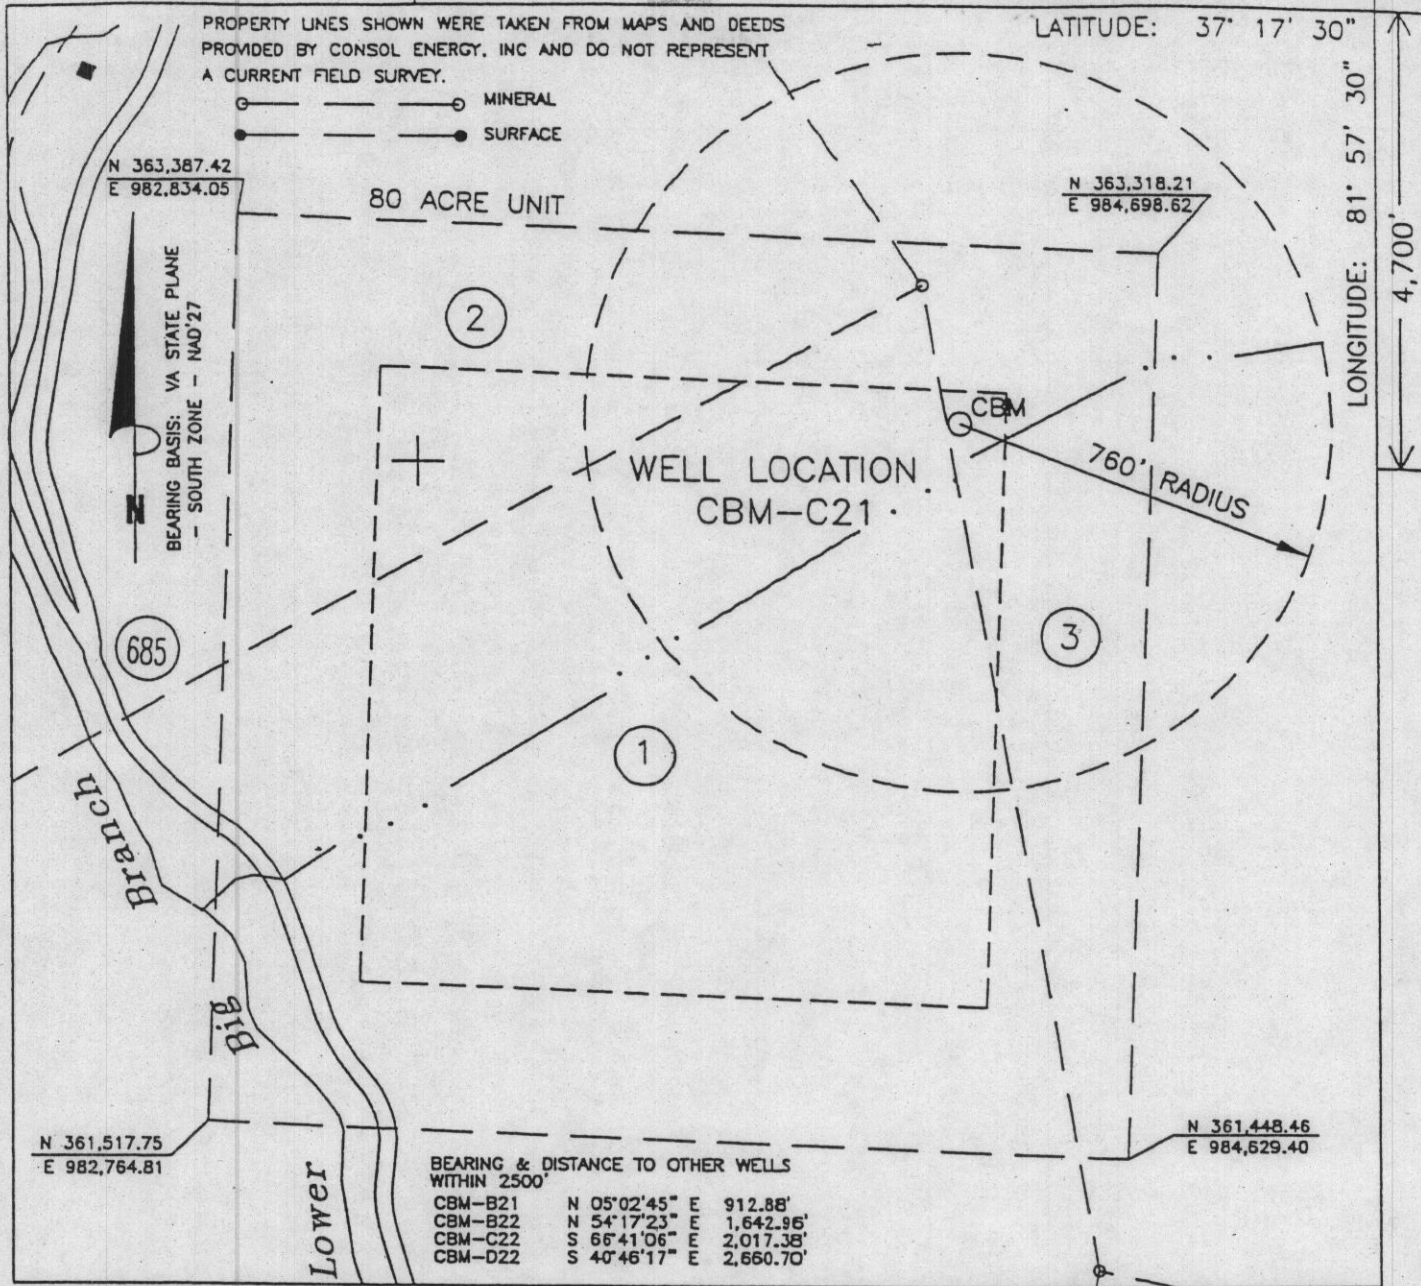 PROPERTY LINES SHOWN WERE TAKEN FROM MAPS AND DEEDS
PROVIDED BY CONSOL ENERGY, INC AND DO NOT REPRESENT
A CURRENT FIELD SURVEY.
MINERAL
SURFACE
LATITUDE: 37° 17' 30"
LONGITUDE: 81° 57' 30"
4,700'
N 363,387.42
E 982,834.05
80 ACRE UNIT
N 363,318.21
E 984,698.62
BEARING BASIS: VA STATE PLANE
- SOUTH ZONE - NAD'27
N
2
CBM
WELL LOCATION
CBM-C21
760' RADIUS
685
3
1
Branch
Big
Lower
N 361,517.75
E 982,764.81
N 361,448.46
E 984,629.40
BEARING & DISTANCE TO OTHER WELLS
WITHIN 2500'
CBM-B21 N 05°02'45" E 912.88'
CBM-B22 N 54°17'23" E 1,642.96'
CBM-C22 S 66°41'06" E 2,017.38'
CBM-D22 S 40°46'17" E 2,660.70'